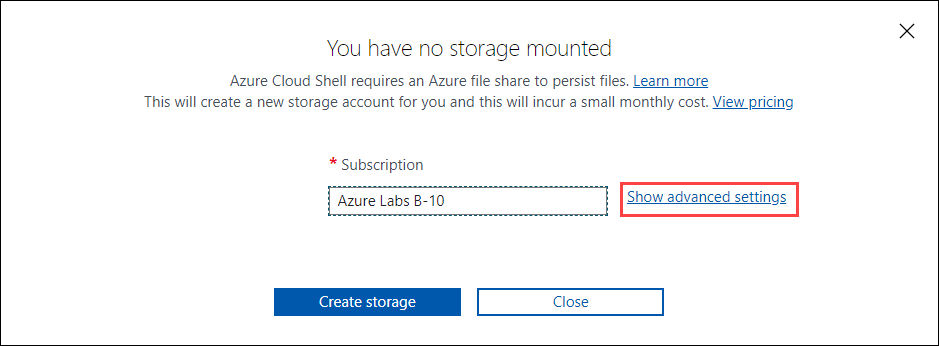 You have no storage mounted
Azure Cloud Shell requires an Azure file share to persist files. Learn more
This will create a new storage account for you and this will incur a small monthly cost. View pricing
* Subscription
Azure Labs B-10
Show advanced settings
Create storage
Close